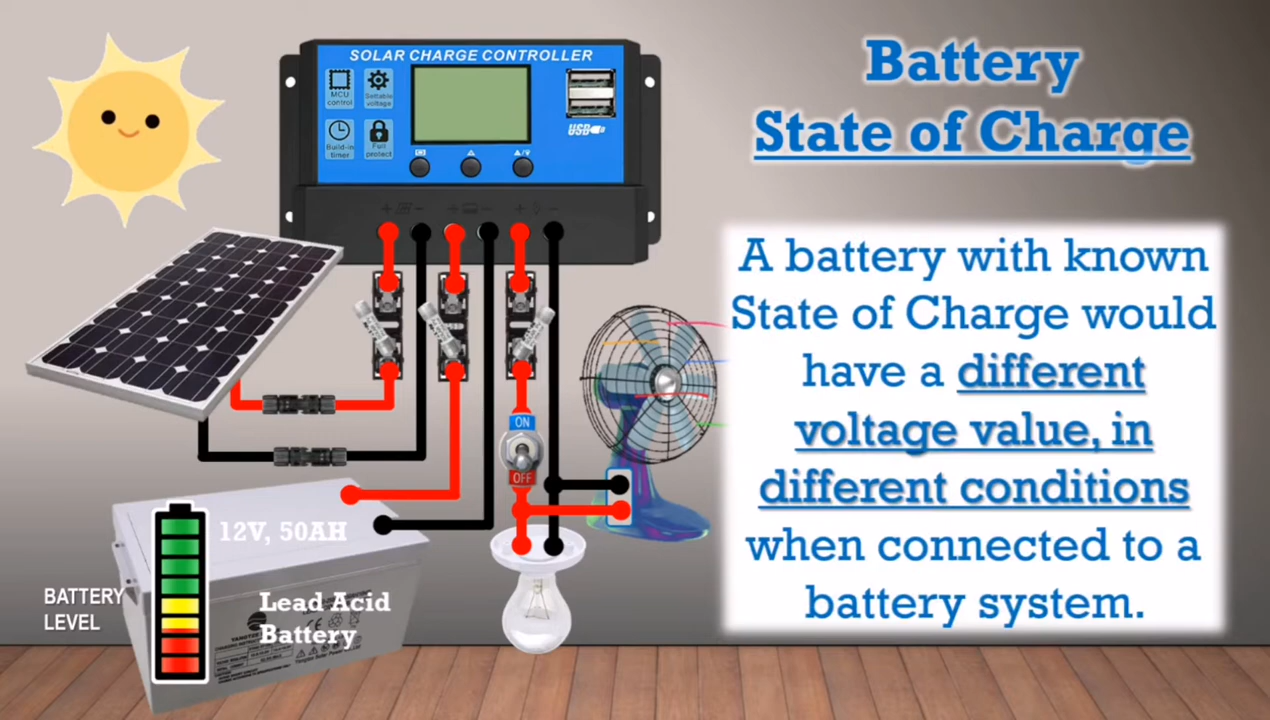 SOLAR CHARGE CONTROLLER
MCU
control
Settable
voltage
Build-in
timer
Full
protect
USB
Battery
State of Charge
A battery with known
State of Charge would
have a different
voltage value, in
different conditions
when connected to a
battery system.
ON
OFF
12V, 50AH
BATTERY
LEVEL
Lead Acid
Battery